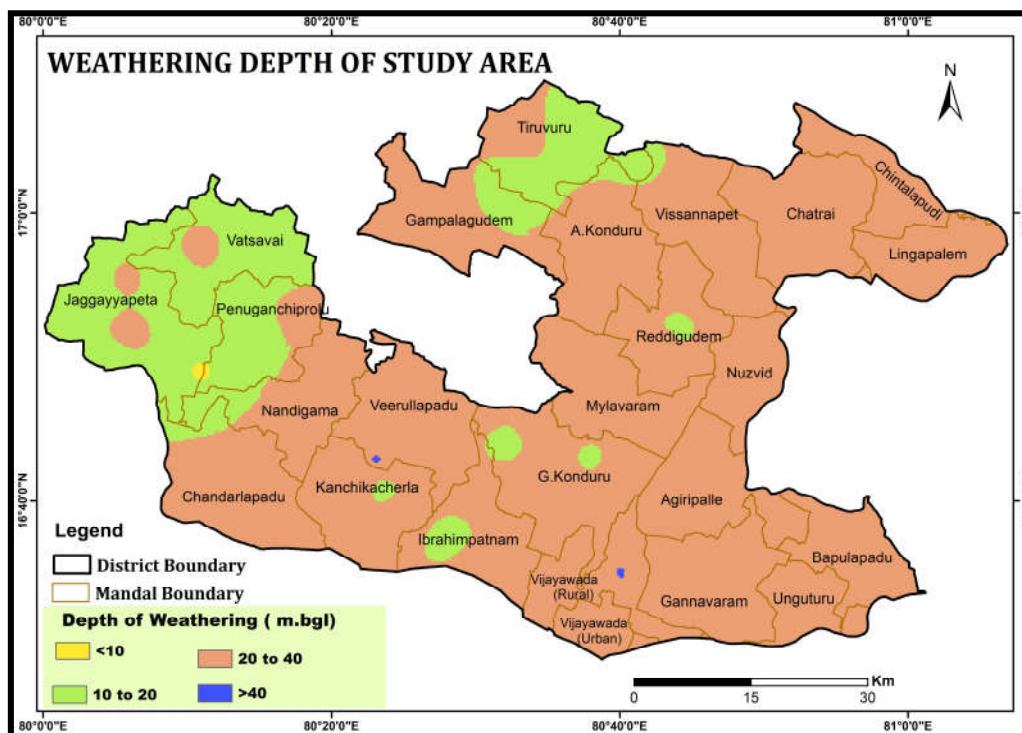 80°0'0"E
80°20'0"E
80°40'0"E
81°0'0"E
WEATHERING DEPTH OF STUDY AREA
N
Tiruvuru
Chintalapudi
17°0'0"N
Gampalagudem
A.Konduru
Vissannapet
Chatrai
Lingapalem
Vatsavai
Jaggayyapeta
Penuganchiprolu
Reddigudem
Nuzvid
Nandigama
Veerullapadu
Mylavaram
G.Konduru
16°40'0"N
Chandarlapadu
Kanchikacherla
Agiripalle
Ibrahimpatnam
Bapulapadu
Vijayawada
(Rural)
Gannavaram
Unguturu
Vijayawada
(Urban)
Legend
District Boundary
Mandal Boundary
Depth of Weathering ( m.bgl)
<10
20 to 40
10 to 20
>40
Km
0 15 30
80°0'0"E
80°20'0"E
80°40'0"E
81°0'0"E